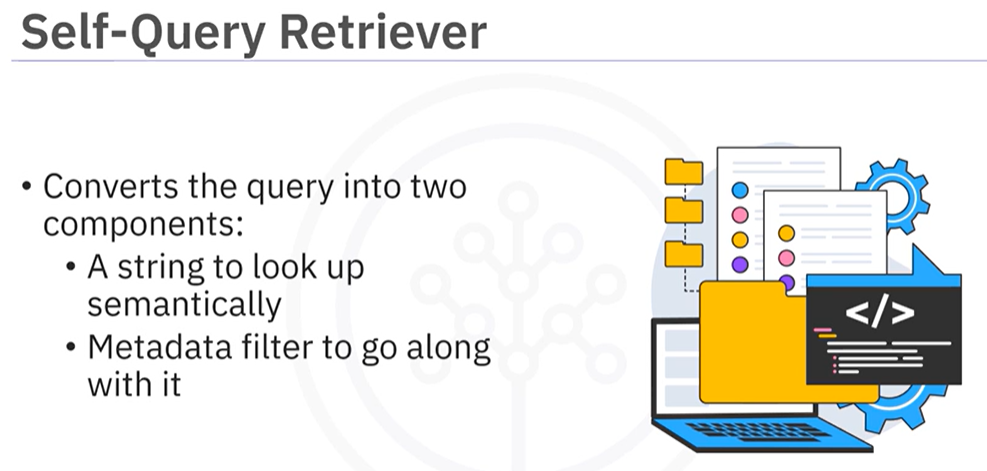 Self-Query Retriever
• Converts the query into two
components:
• A string to look up
semantically
• Metadata filter to go along
with it
</>